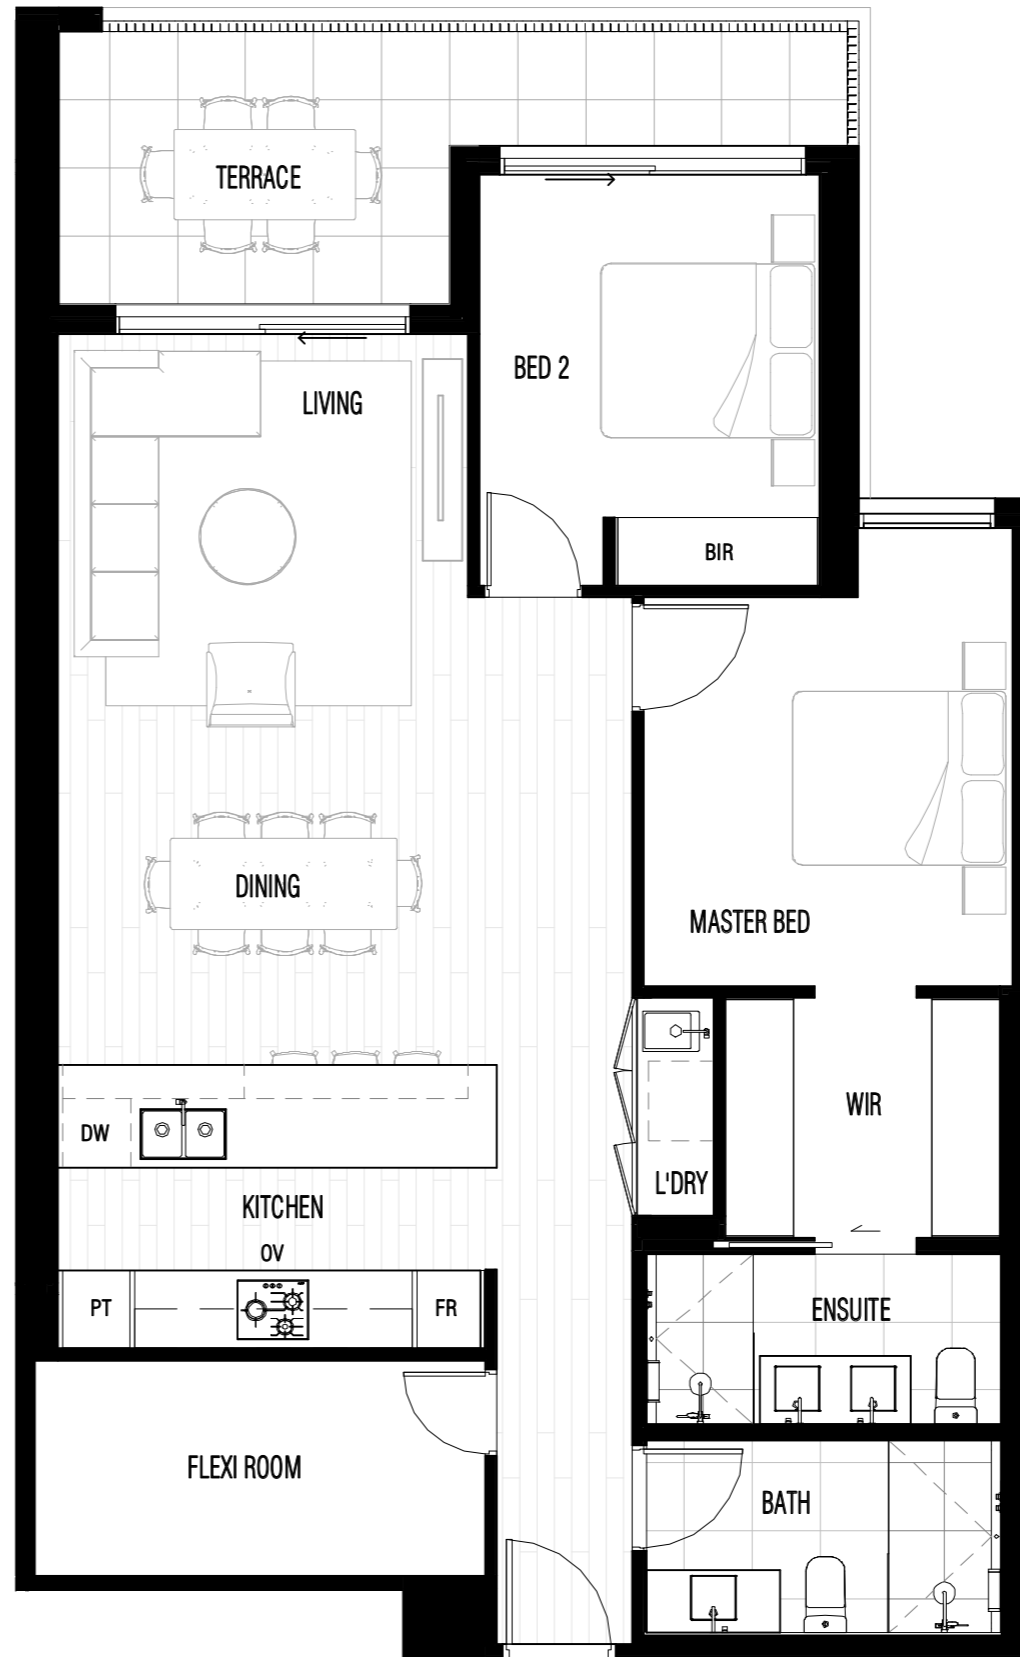 TERRACE
BED 2
LIVING
BIR
DINING
MASTER BED
WIR
DW
L'DRY
KITCHEN
OV
PT
FR
ENSUITE
FLEXI ROOM
BATH